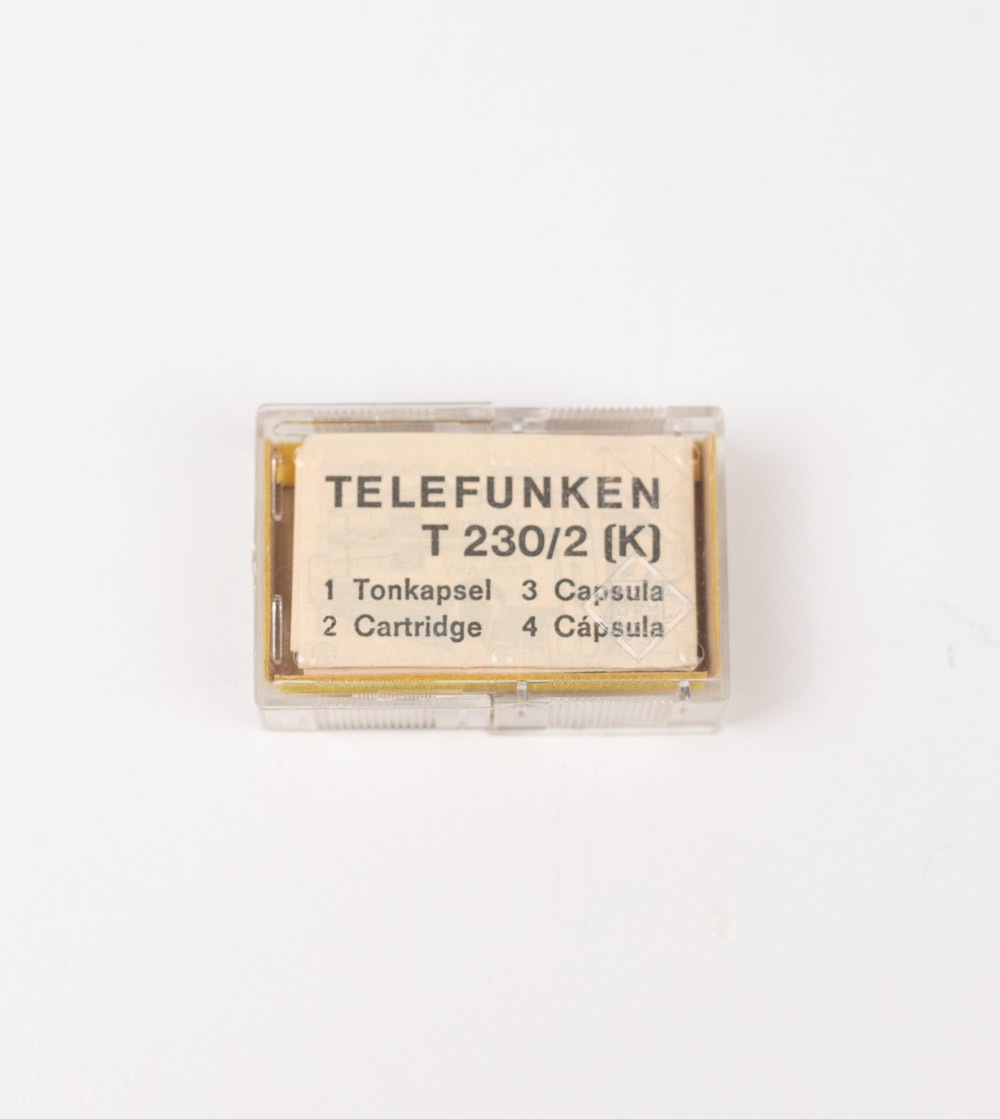 TELEFUNKEN
T 230/2 (K)
1 Tonkapsel 3 Capsula
2 Cartridge 4 Cápsula